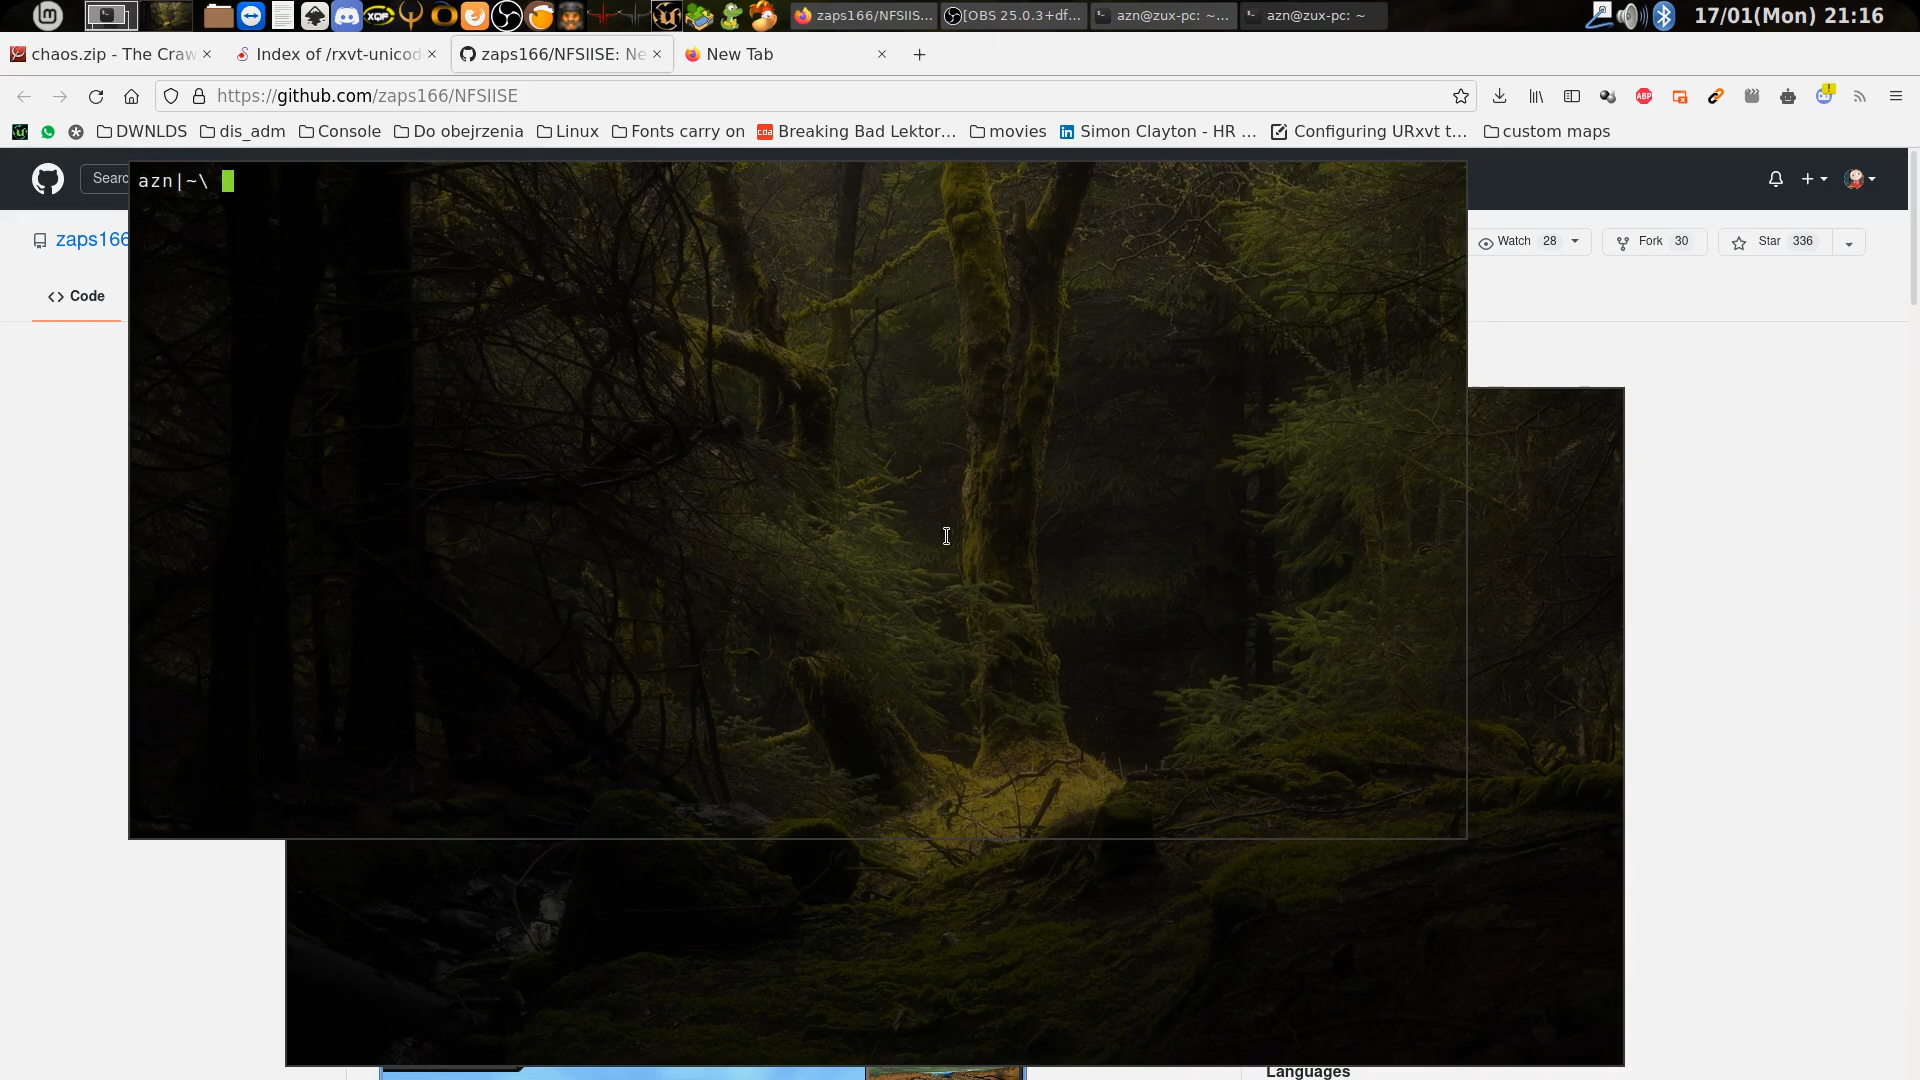 zaps166/NFSIIS... [OBS 25.0.3+df... azn@zux-pc: ~... azn@zux-pc: ~ 17/01(Mon) 21:16
chaos.zip - The Craw Index of /rxvt-unicod zaps166/NFSIISE: Ne New Tab
https://github.com/zaps166/NFSIISE
DWNLDS dis_adm Console Do obejrzenia Linux Fonts carry on Breaking Bad Lektor... movies Simon Clayton - HR ... Configuring URxvt t... custom maps
Searc
azn|~\
zaps166
Watch 28 Fork 30 Star 336
<> Code
Languages